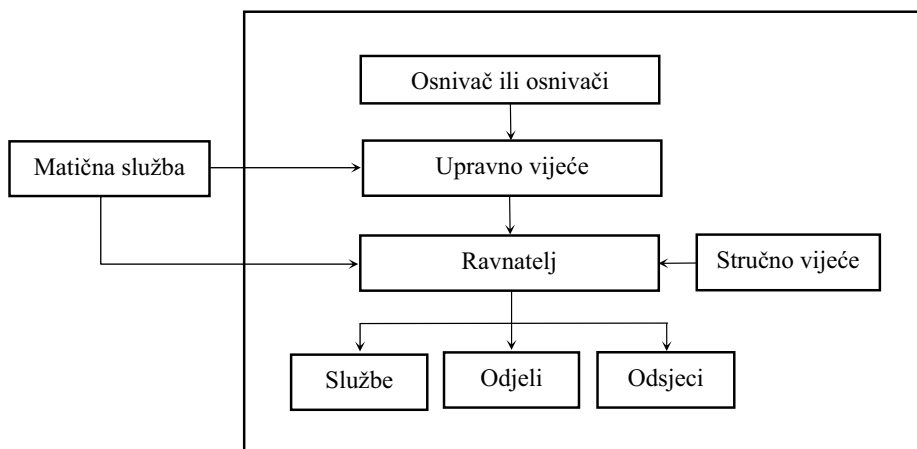 Osnivač ili osnivači
Matična služba
Upravno vijeće
Ravnatelj
Stručno vijeće
Službe
Odjeli
Odsjeci